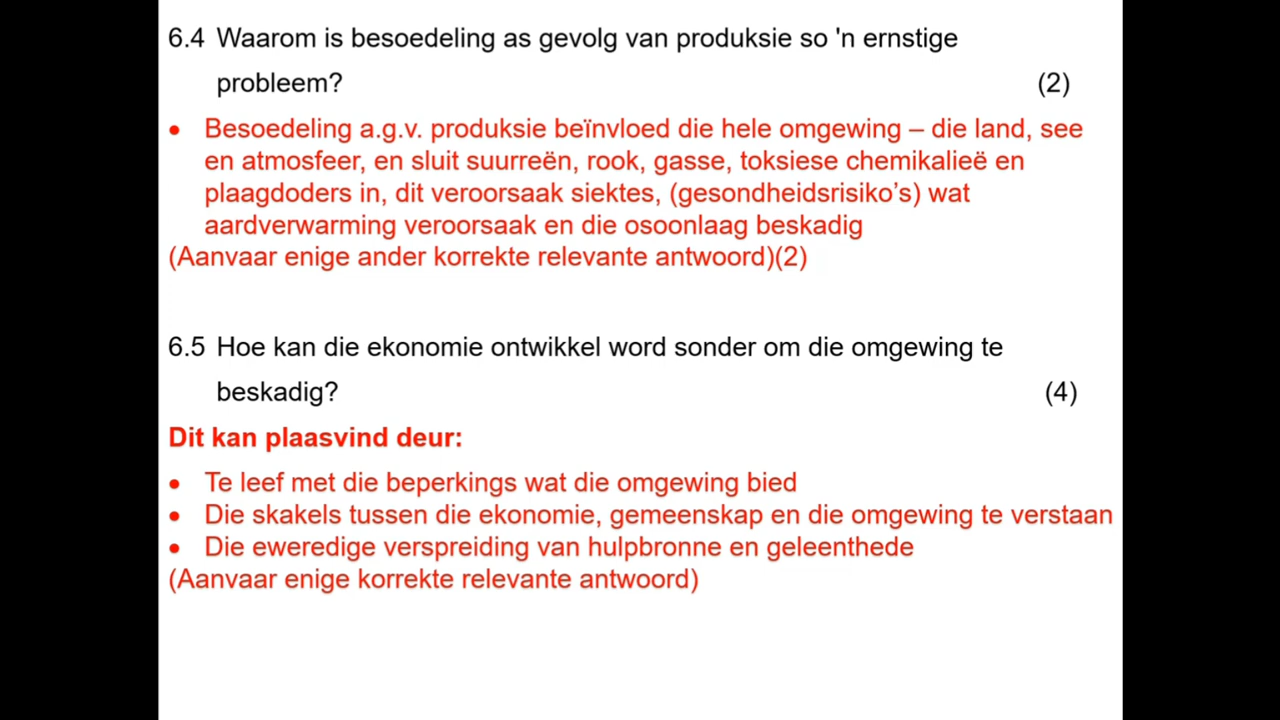 6.4 Waarom is besoedeling as gevolg van produksie so 'n ernstige
probleem? (2)
• Besoedeling a.g.v. produksie beïnvloed die hele omgewing – die land, see
en atmosfeer, en sluit suurreën, rook, gasse, toksiese chemikalieë en
plaagdoders in, dit veroorsaak siektes, (gesondheidsrisiko’s) wat
aardverwarming veroorsaak en die osoonlaag beskadig
(Aanvaar enige ander korrekte relevante antwoord)(2)
6.5 Hoe kan die ekonomie ontwikkel word sonder om die omgewing te
beskadig? (4)
Dit kan plaasvind deur:
• Te leef met die beperkings wat die omgewing bied
• Die skakels tussen die ekonomie, gemeenskap en die omgewing te verstaan
• Die eweredige verspreiding van hulpbronne en geleenthede
(Aanvaar enige korrekte relevante antwoord)